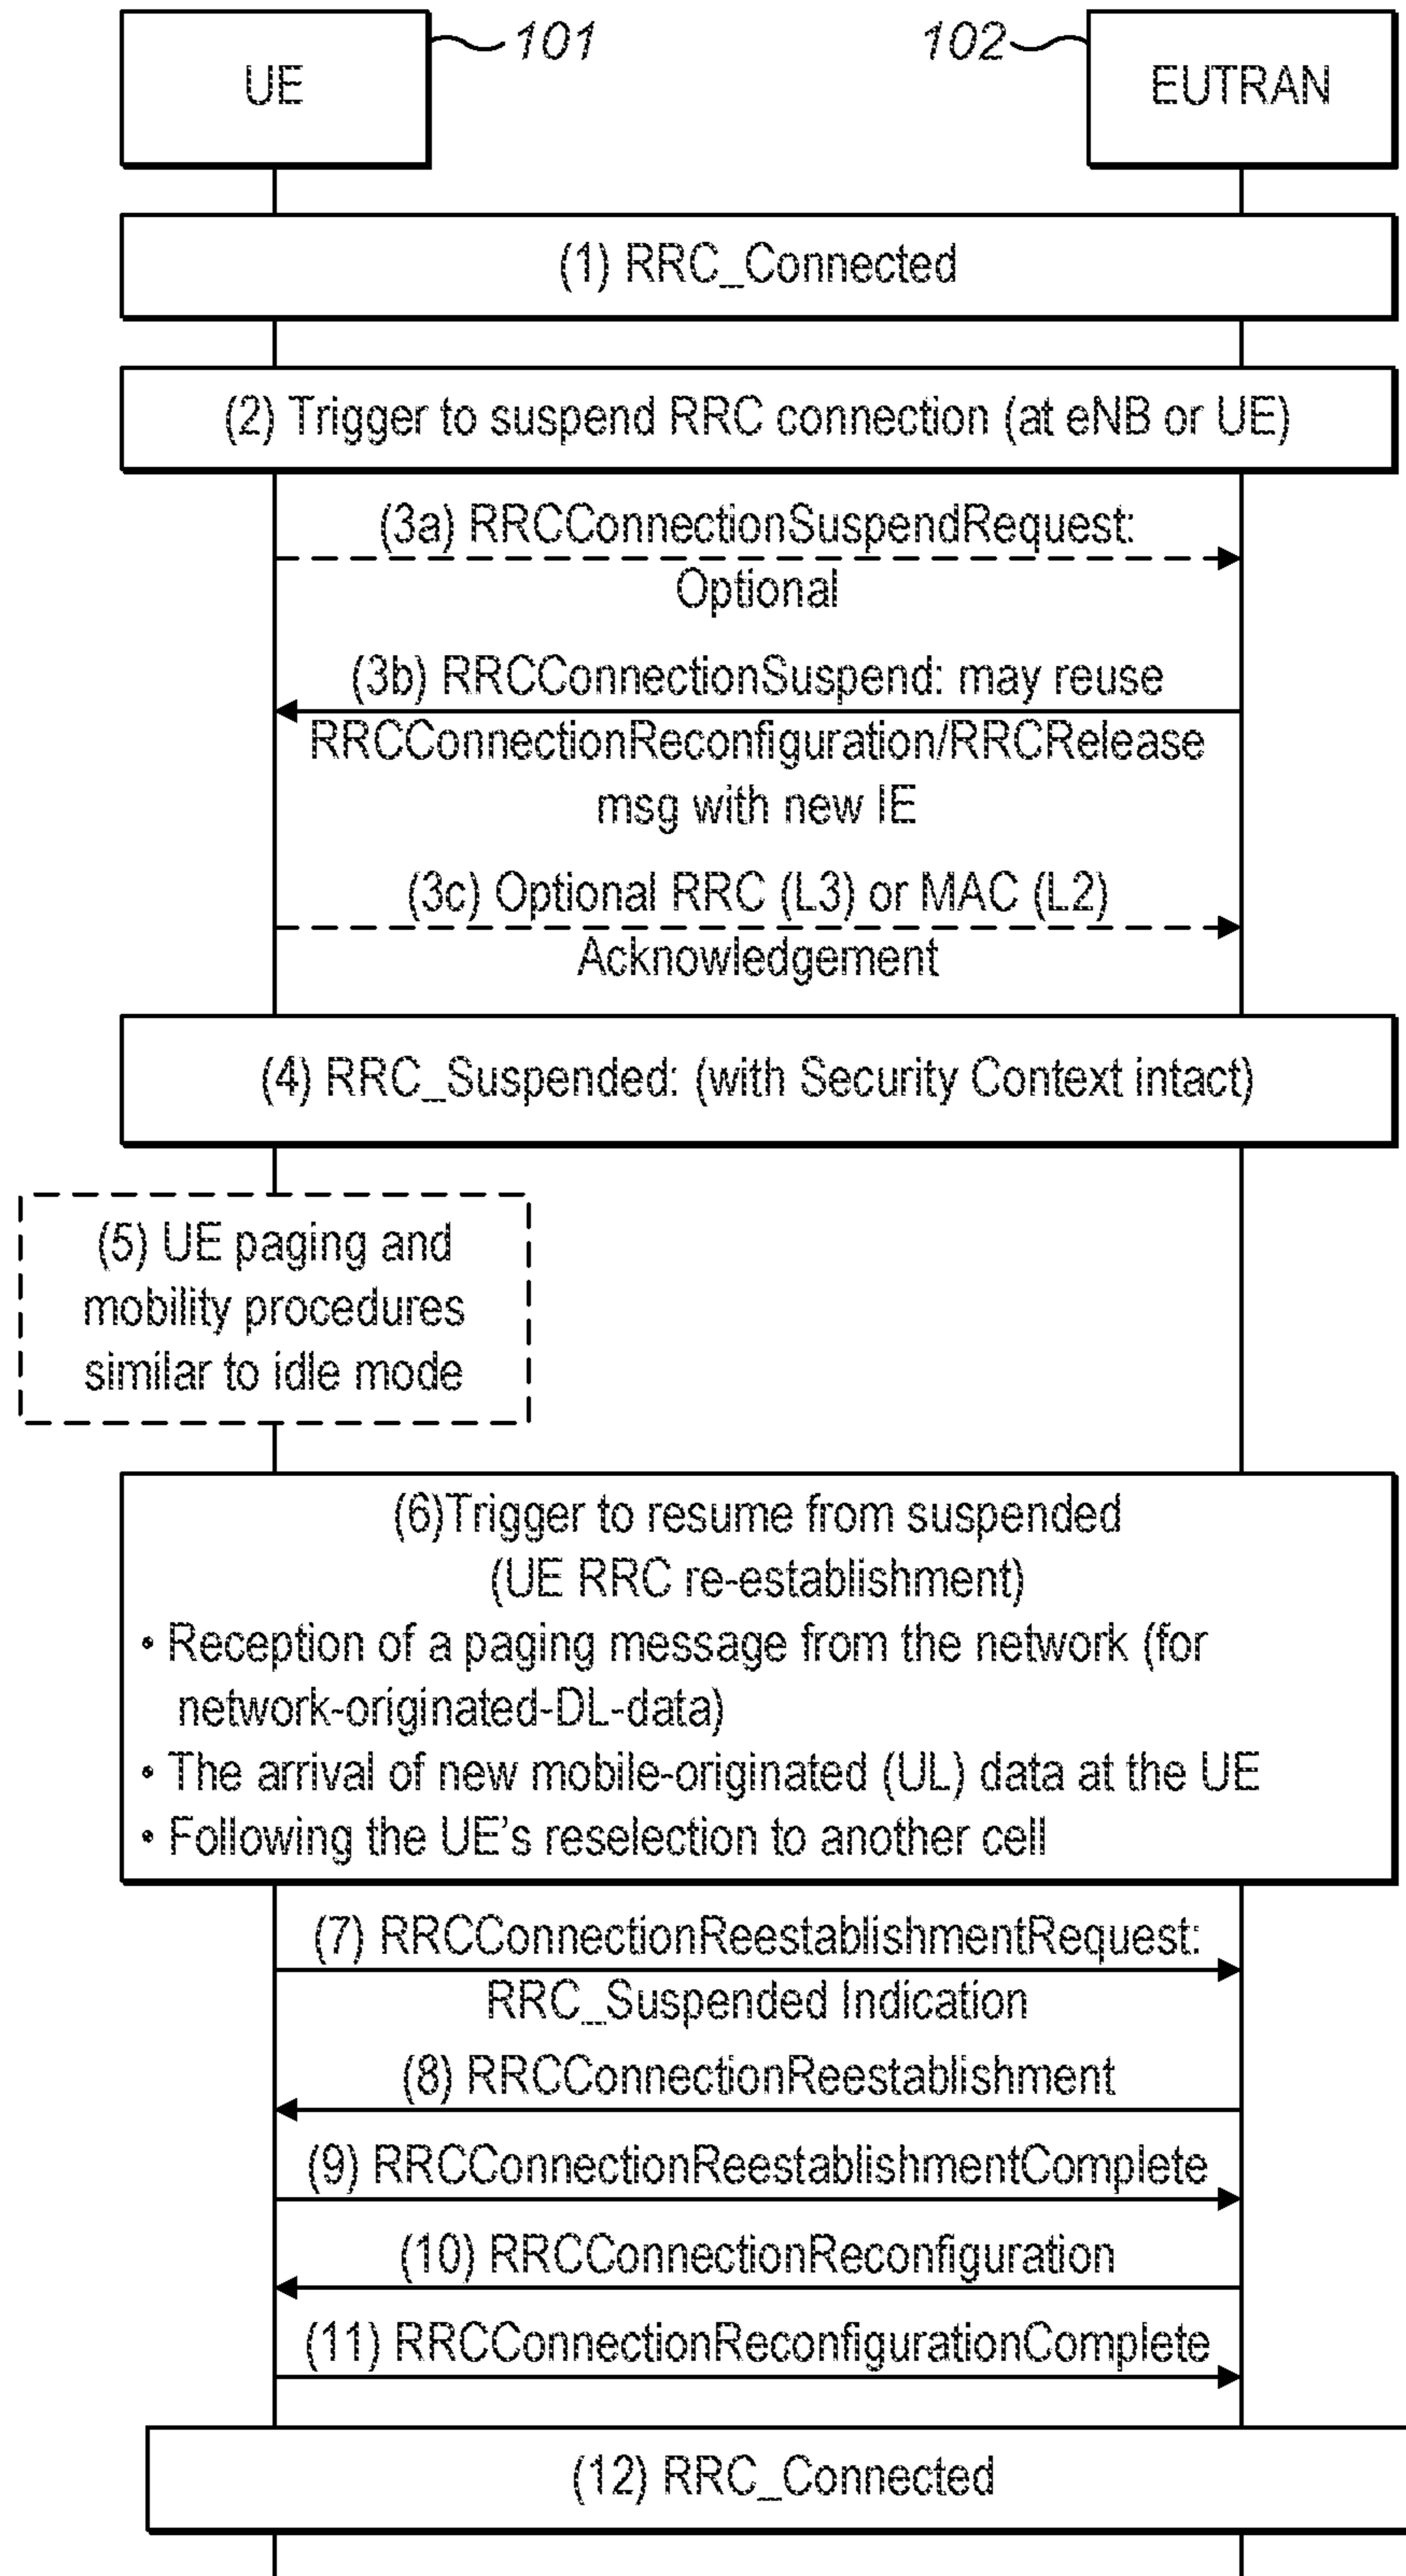 UE
101
102
EUTRAN
(1) RRC_Connected
(2) Trigger to suspend RRC connection (at eNB or UE)
(3a) RRCConnectionSuspendRequest:
Optional
(3b) RRCConnectionSuspend: may reuse
RRCConnectionReconfiguration/RRCRelease
msg with new IE
(3c) Optional RRC (L3) or MAC (L2)
Acknowledgement
(4) RRC_Suspended: (with Security Context intact)
(5) UE paging and
mobility procedures
similar to idle mode
(6)Trigger to resume from suspended
(UE RRC re-establishment)
• Reception of a paging message from the network (for
network-originated-DL-data)
• The arrival of new mobile-originated (UL) data at the UE
• Following the UE's reselection to another cell
(7) RRCConnectionReestablishmentRequest:
RRC_Suspended Indication
(8) RRCConnectionReestablishment
(9) RRCConnectionReestablishmentComplete
(10) RRCConnectionReconfiguration
(11) RRCConnectionReconfigurationComplete
(12) RRC_Connected